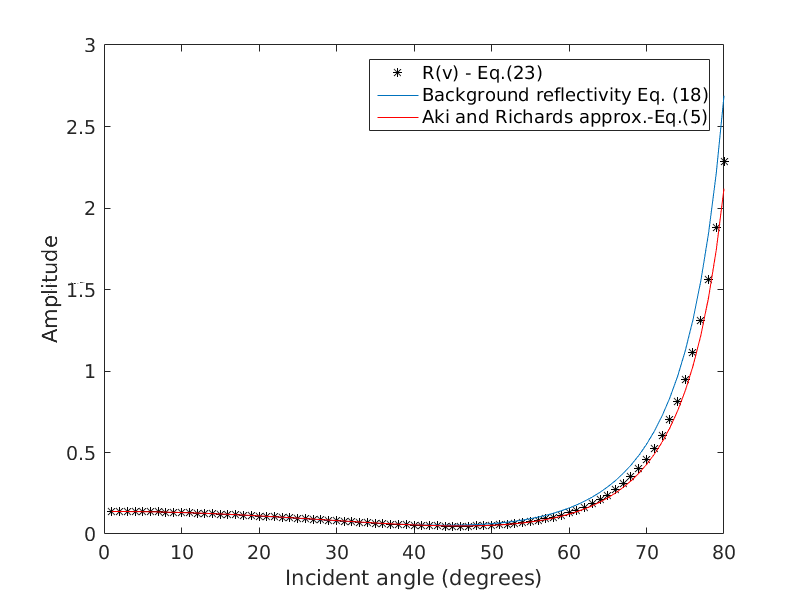 3
2.5
2
1.5
1
0.5
0
Amplitude
R(v) - Eq.(23)
Background reflectivity Eq. (18)
Aki and Richards approx.-Eq.(5)
0 10 20 30 40 50 60 70 80
Incident angle (degrees)